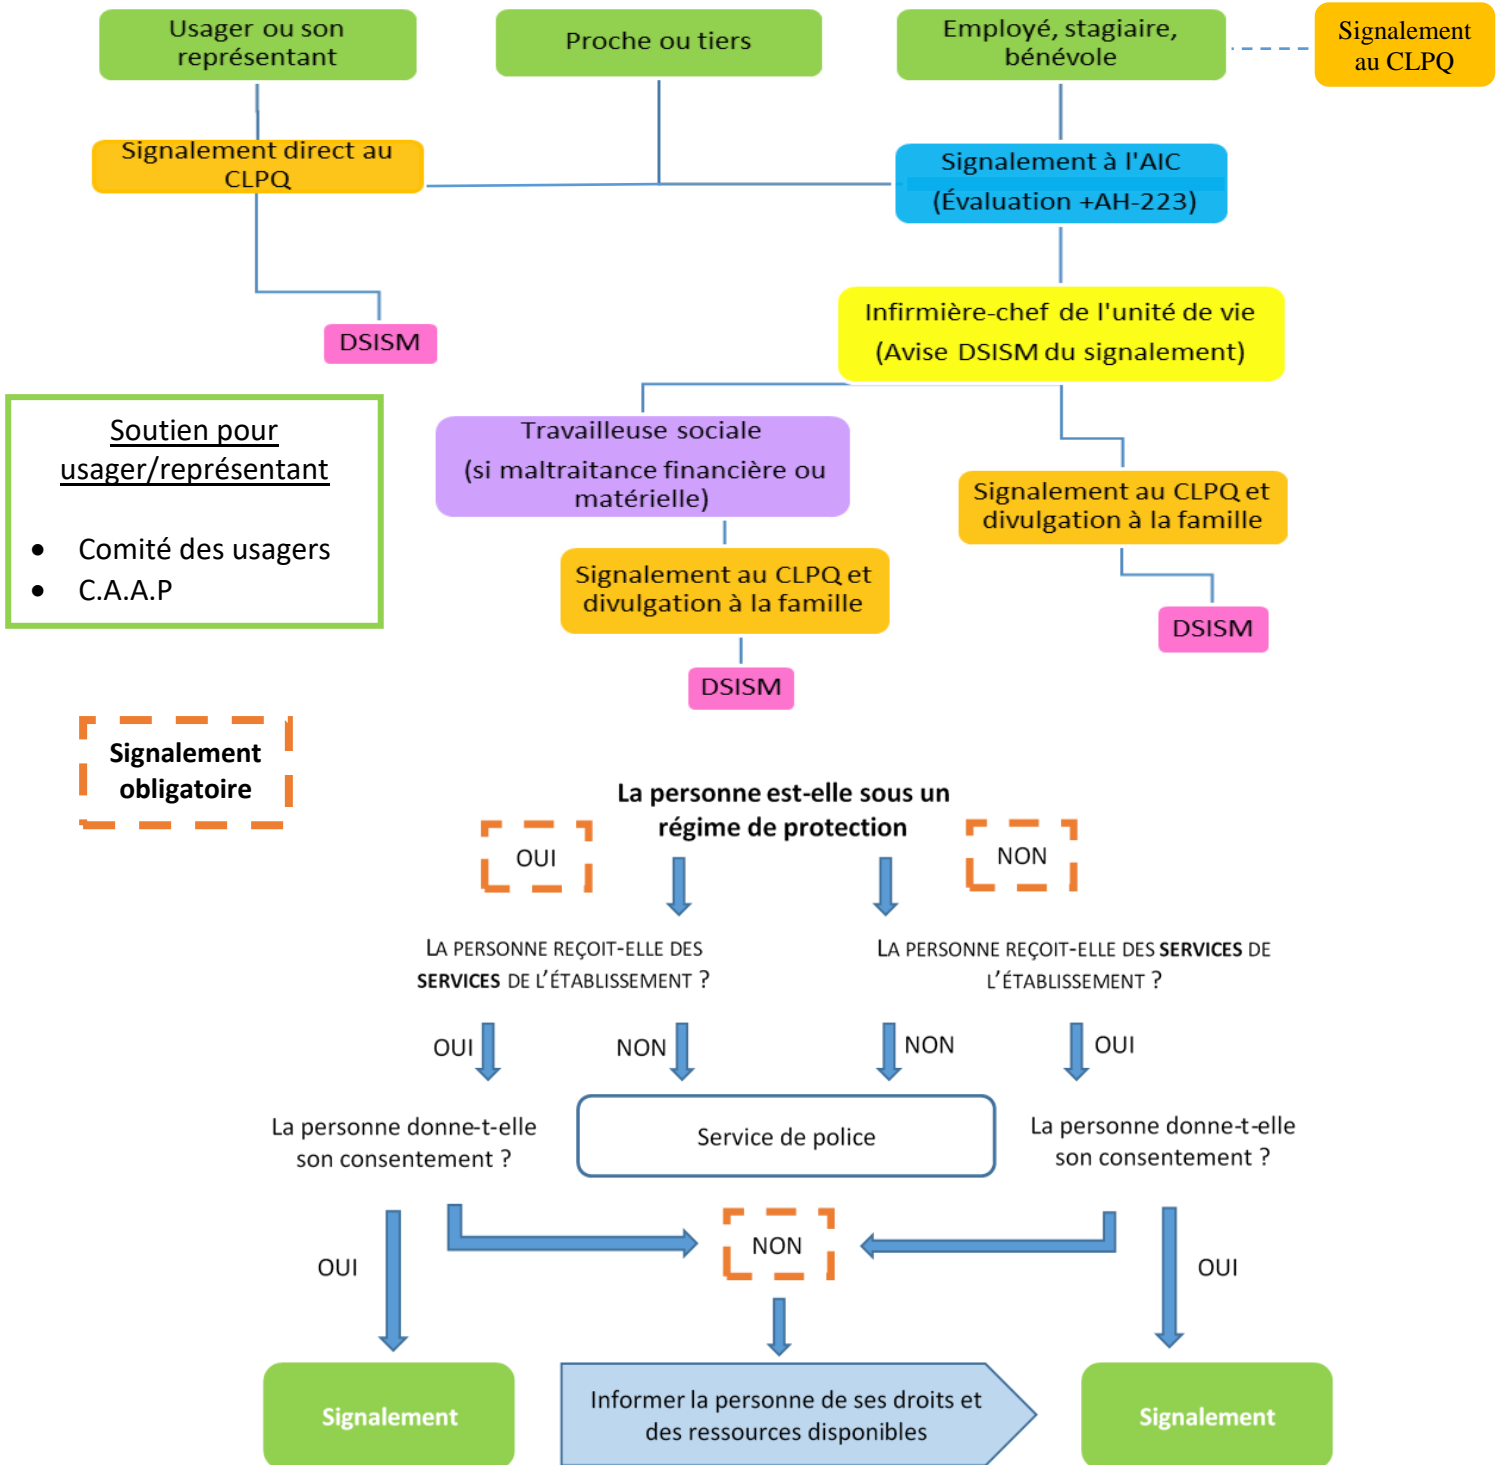 Usager ou son
représentant
Proche ou tiers
Employé, stagiaire,
bénévole
Signalement
au CLPQ
Signalement direct au
CLPQ
Signalement à l'AIC
(Évaluation +AH-223)
DSISM
Infirmière-chef de l'unité de vie
(Avise DSISM du signalement)
Soutien pour
usager/représentant
• Comité des usagers
• C.A.A.P
Travailleuse sociale
(si maltraitance financière ou
matérielle)
Signalement au CLPQ et
divulgation à la famille
Signalement au CLPQ et
divulgation à la famille
DSISM
DSISM
Signalement
obligatoire
La personne est-elle sous un
régime de protection
OUI
NON
LA PERSONNE REÇOIT-ELLE DES
SERVICES DE L'ÉTABLISSEMENT ?
LA PERSONNE REÇOIT-ELLE DES SERVICES DE
L'ÉTABLISSEMENT ?
OUI
NON
NON
OUI
La personne donne-t-elle
son consentement ?
Service de police
La personne donne-t-elle
son consentement ?
OUI
NON
OUI
Signalement
Informer la personne de ses droits et
des ressources disponibles
Signalement